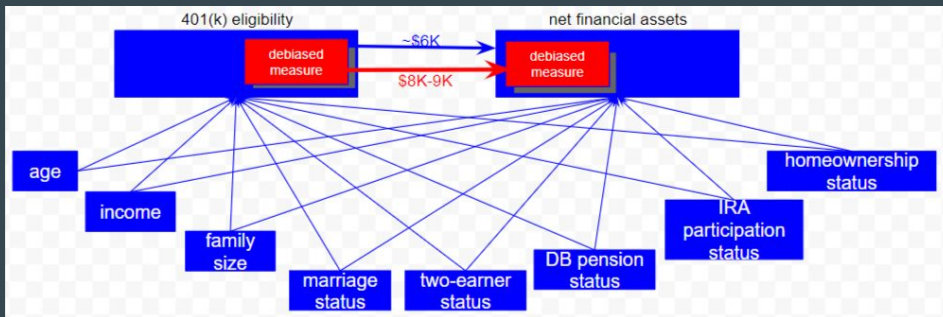 401(k) eligibility
net financial assets
debiased
measure
~$6K
$8K-9K
debiased
measure
age
income
family
size
marriage
status
two-earner
status
DB pension
status
IRA
participation
status
homeownership
status